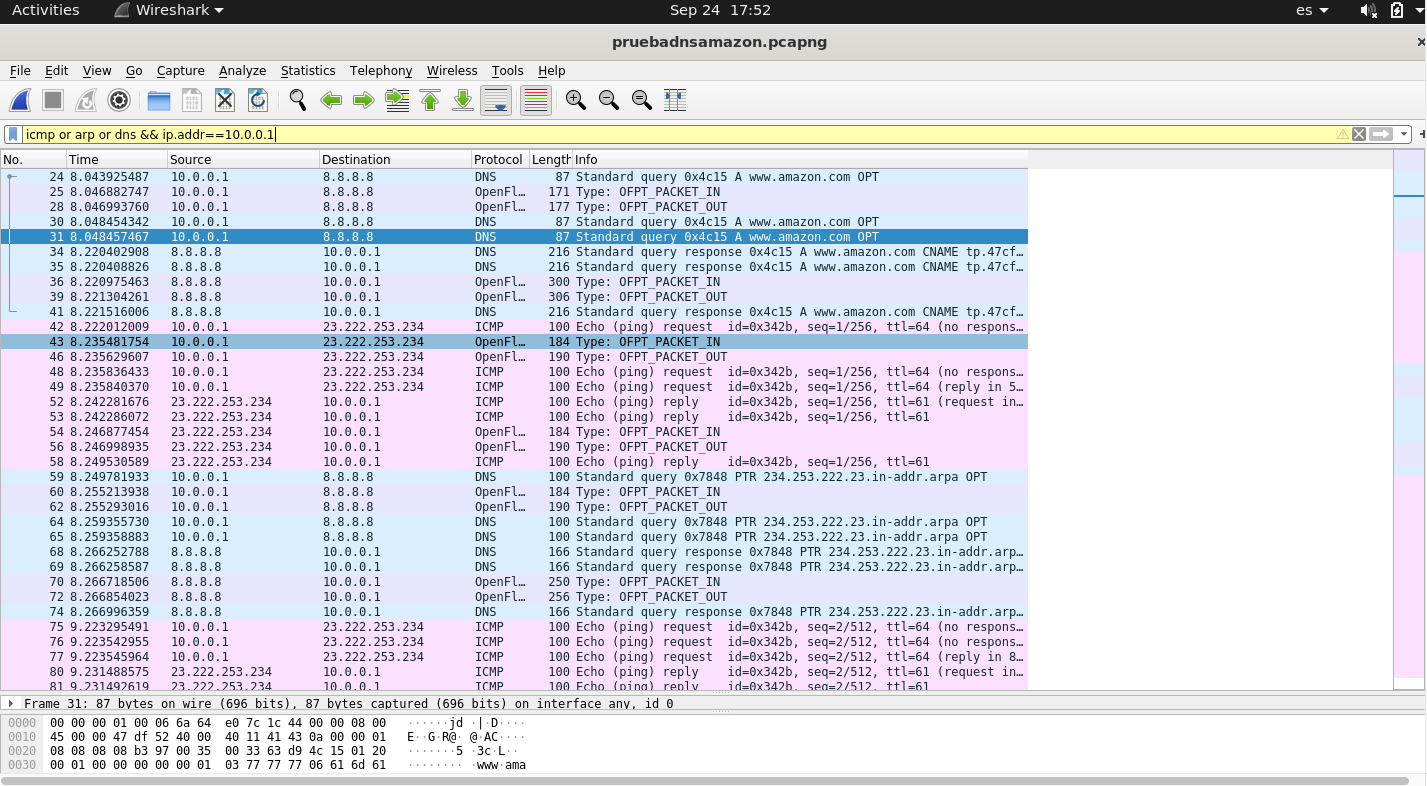 Activities Wireshark Sep 24 17:52 es
pruebadnsamazon.pcapng
File Edit View Go Capture Analyze Statistics Telephony Wireless Tools Help
icmp or arp or dns && ip.addr==10.0.0.1
No. Time Source Destination Protocol Length Info
24 8.043925487 10.0.0.1 8.8.8.8 DNS 87 Standard query 0x4c15 A www.amazon.com OPT
25 8.046882747 10.0.0.1 8.8.8.8 OpenFl… 171 Type: OFPT_PACKET_IN
28 8.046993760 10.0.0.1 8.8.8.8 OpenFl… 177 Type: OFPT_PACKET_OUT
30 8.048454342 10.0.0.1 8.8.8.8 DNS 87 Standard query 0x4c15 A www.amazon.com OPT
31 8.048457467 10.0.0.1 8.8.8.8 DNS 87 Standard query 0x4c15 A www.amazon.com OPT
34 8.220402908 8.8.8.8 10.0.0.1 DNS 216 Standard query response 0x4c15 A www.amazon.com CNAME tp.47cf…
35 8.220408826 8.8.8.8 10.0.0.1 DNS 216 Standard query response 0x4c15 A www.amazon.com CNAME tp.47cf…
36 8.220975463 8.8.8.8 10.0.0.1 OpenFl… 300 Type: OFPT_PACKET_IN
39 8.221304261 8.8.8.8 10.0.0.1 OpenFl… 306 Type: OFPT_PACKET_OUT
41 8.221516006 8.8.8.8 10.0.0.1 DNS 216 Standard query response 0x4c15 A www.amazon.com CNAME tp.47cf…
42 8.222012009 10.0.0.1 23.222.253.234 ICMP 100 Echo (ping) request id=0x342b, seq=1/256, ttl=64 (no respons…
43 8.235481754 10.0.0.1 23.222.253.234 OpenFl… 184 Type: OFPT_PACKET_IN
46 8.235629607 10.0.0.1 23.222.253.234 OpenFl… 190 Type: OFPT_PACKET_OUT
48 8.235836433 10.0.0.1 23.222.253.234 ICMP 100 Echo (ping) request id=0x342b, seq=1/256, ttl=64 (no respons…
49 8.235840370 10.0.0.1 23.222.253.234 ICMP 100 Echo (ping) request id=0x342b, seq=1/256, ttl=64 (reply in 5…
52 8.242281676 23.222.253.234 10.0.0.1 ICMP 100 Echo (ping) reply id=0x342b, seq=1/256, ttl=61 (request in…
53 8.242286072 23.222.253.234 10.0.0.1 ICMP 100 Echo (ping) reply id=0x342b, seq=1/256, ttl=61
54 8.246877454 23.222.253.234 10.0.0.1 OpenFl… 184 Type: OFPT_PACKET_IN
56 8.246998935 23.222.253.234 10.0.0.1 OpenFl… 190 Type: OFPT_PACKET_OUT
58 8.249530589 23.222.253.234 10.0.0.1 ICMP 100 Echo (ping) reply id=0x342b, seq=1/256, ttl=61
59 8.249781933 10.0.0.1 8.8.8.8 DNS 100 Standard query 0x7848 PTR 234.253.222.23.in-addr.arpa OPT
60 8.255213938 10.0.0.1 8.8.8.8 OpenFl… 184 Type: OFPT_PACKET_IN
62 8.255293016 10.0.0.1 8.8.8.8 OpenFl… 190 Type: OFPT_PACKET_OUT
64 8.259355730 10.0.0.1 8.8.8.8 DNS 100 Standard query 0x7848 PTR 234.253.222.23.in-addr.arpa OPT
65 8.259358883 10.0.0.1 8.8.8.8 DNS 100 Standard query 0x7848 PTR 234.253.222.23.in-addr.arpa OPT
68 8.266252788 8.8.8.8 10.0.0.1 DNS 166 Standard query response 0x7848 PTR 234.253.222.23.in-addr.arp…
69 8.266258587 8.8.8.8 10.0.0.1 DNS 166 Standard query response 0x7848 PTR 234.253.222.23.in-addr.arp…
70 8.266718506 8.8.8.8 10.0.0.1 OpenFl… 250 Type: OFPT_PACKET_IN
72 8.266854023 8.8.8.8 10.0.0.1 OpenFl… 256 Type: OFPT_PACKET_OUT
74 8.266996359 8.8.8.8 10.0.0.1 DNS 166 Standard query response 0x7848 PTR 234.253.222.23.in-addr.arp…
75 9.223295491 10.0.0.1 23.222.253.234 ICMP 100 Echo (ping) request id=0x342b, seq=2/512, ttl=64 (no respons…
76 9.223542955 10.0.0.1 23.222.253.234 ICMP 100 Echo (ping) request id=0x342b, seq=2/512, ttl=64 (no respons…
77 9.223545964 10.0.0.1 23.222.253.234 ICMP 100 Echo (ping) request id=0x342b, seq=2/512, ttl=64 (reply in 8…
80 9.231488575 23.222.253.234 10.0.0.1 ICMP 100 Echo (ping) reply id=0x342b, seq=2/512, ttl=61 (request in…
81 9.231492619 23.222.253.234 10.0.0.1 ICMP 100 Echo (ping) reply id=0x342b, seq=2/512, ttl=61
Frame 31: 87 bytes on wire (696 bits), 87 bytes captured (696 bits) on interface any, id 0
0000 00 00 00 01 00 06 6a 64 e0 7c 1c 44 00 00 08 00 ······jd ·|·D····
0010 45 00 00 47 df 52 40 00 40 11 41 43 0a 00 00 01 E··G·R@· @·AC····
0020 08 08 08 08 b3 97 00 35 00 33 63 d9 4c 15 01 20 ·······5 ·3c·L··
0030 00 01 00 00 00 00 00 01 03 77 77 77 06 61 6d 61 ········ ·www·ama